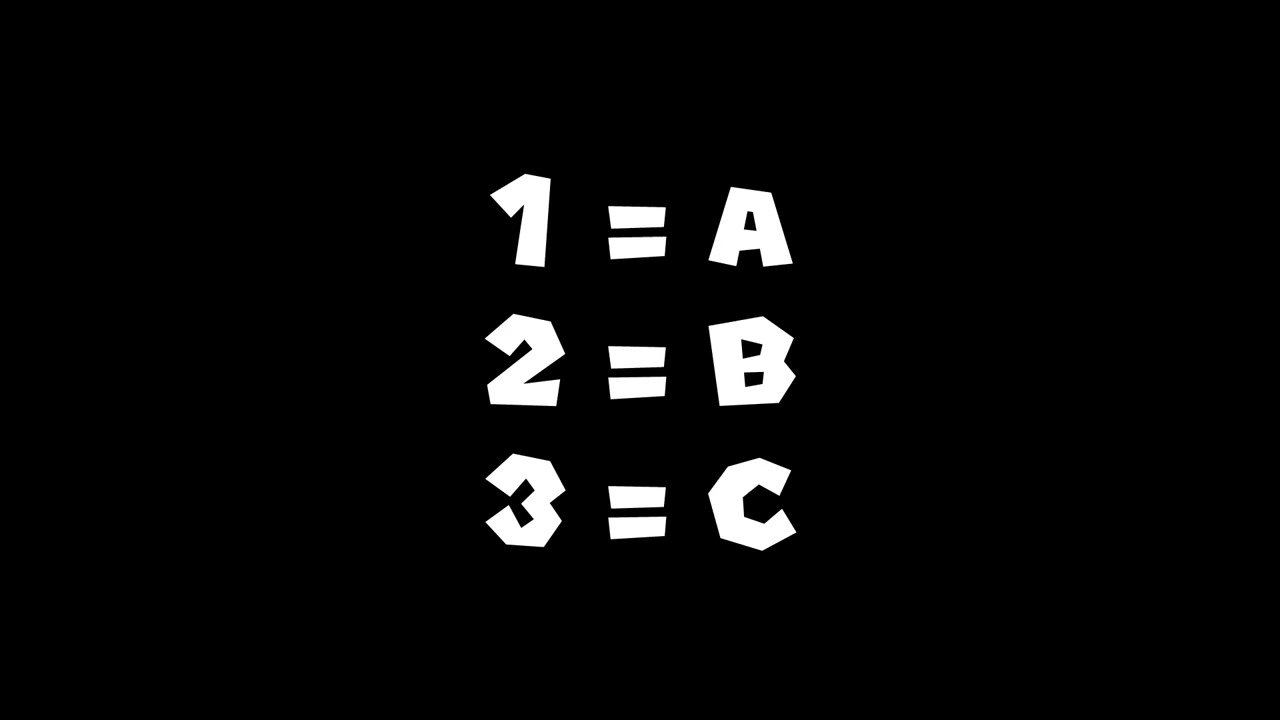 1 = A
2 = B
3 = C